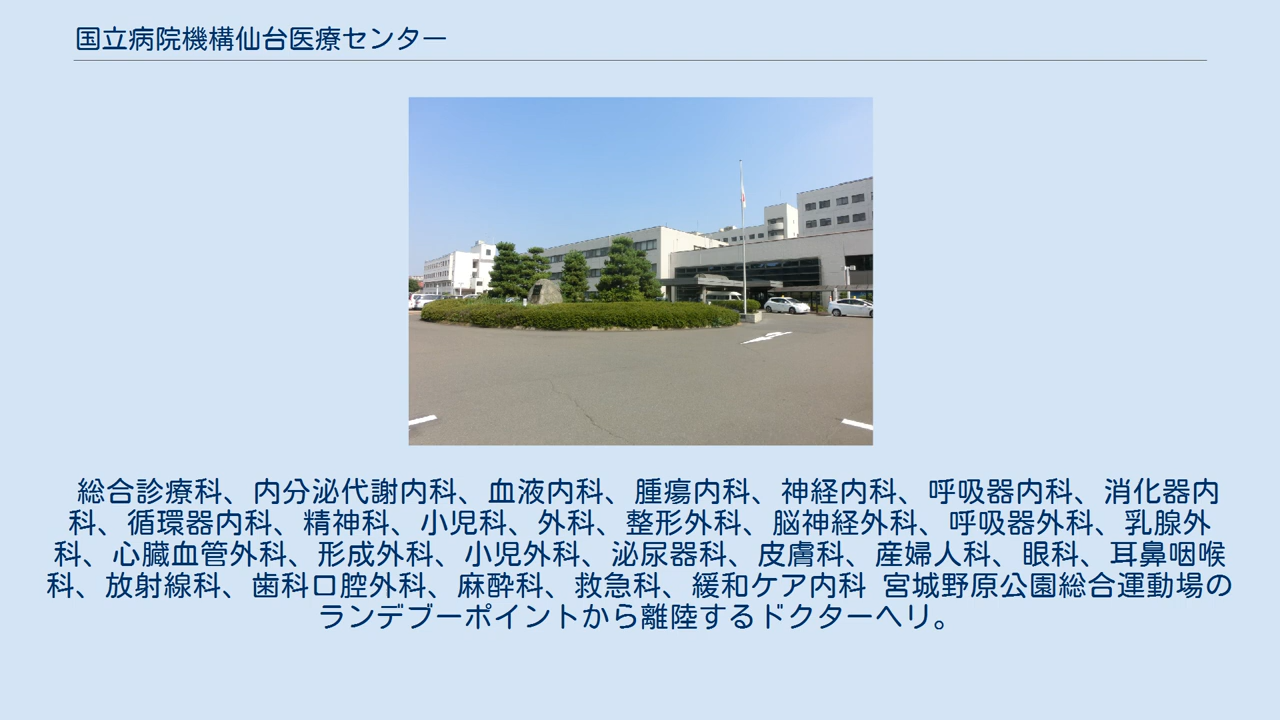 国立病院機構仙台医療センター
総合診療科、内分泌代謝内科、血液内科、腫瘍内科、神経内科、呼吸器内科、消化器内
科、循環器内科、精神科、小児科、外科、整形外科、脳神経外科、呼吸器外科、乳腺外
科、心臓血管外科、形成外科、小児外科、泌尿器科、皮膚科、産婦人科、眼科、耳鼻咽喉
科、放射線科、歯科口腔外科、麻酔科、救急科、緩和ケア内科 宮城野原公園総合運動場の
ランデブーポイントから離陸するドクターヘリ。